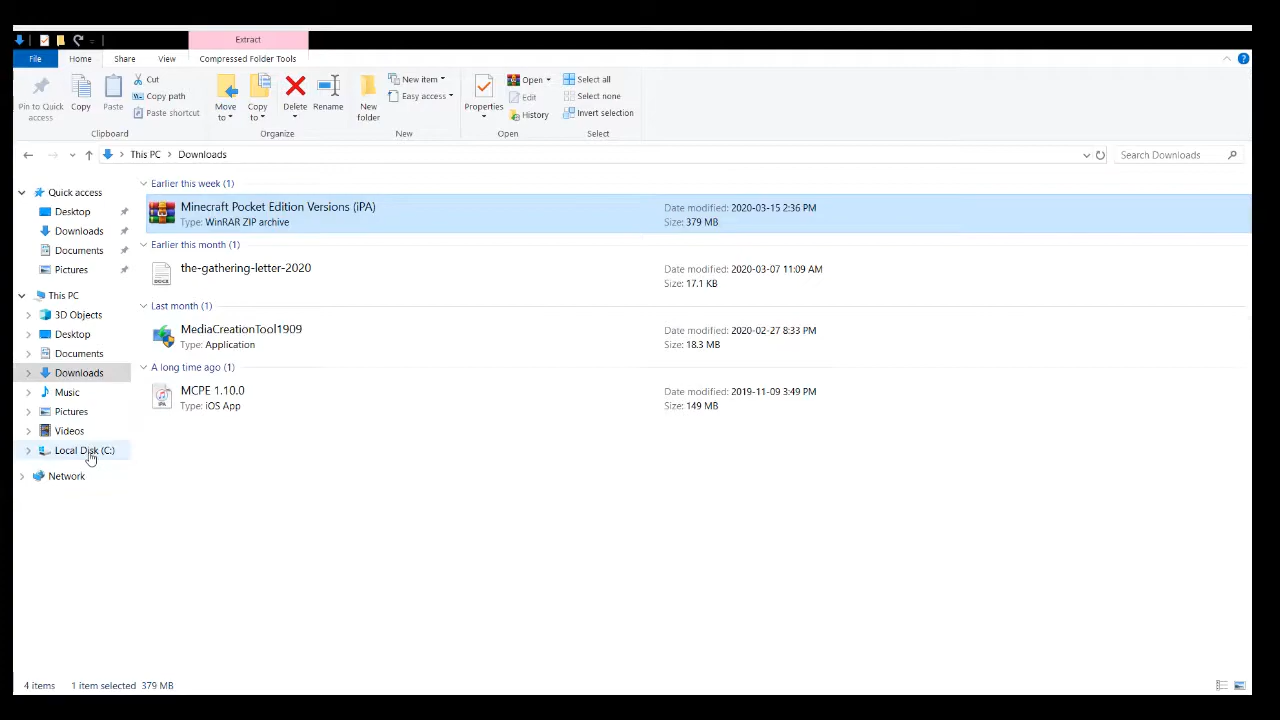 Extract
File Home Share View Compressed Folder Tools
Pin to Quick access
Copy
Paste
Cut
Copy path
Paste shortcut
Move to
Copy to
Delete
Rename
New folder
New item
Easy access
Properties
Open
Edit
History
Select all
Select none
Invert selection
Clipboard Organize New Open Select
This PC Downloads Search Downloads
Quick access
Desktop
Downloads
Documents
Pictures
This PC
3D Objects
Desktop
Documents
Downloads
Music
Pictures
Videos
Local Disk (C:)
Network
Earlier this week (1)
Minecraft Pocket Edition Versions (iPA) Date modified: 2020-03-15 2:36 PM
Type: WinRAR ZIP archive Size: 379 MB
Earlier this month (1)
the-gathering-letter-2020 Date modified: 2020-03-07 11:09 AM
DOCX Size: 17.1 KB
Last month (1)
MediaCreationTool1909 Date modified: 2020-02-27 8:33 PM
Type: Application Size: 18.3 MB
A long time ago (1)
MCPE 1.10.0 Date modified: 2019-11-09 3:49 PM
IPA Type: iOS App Size: 149 MB
4 items 1 item selected 379 MB